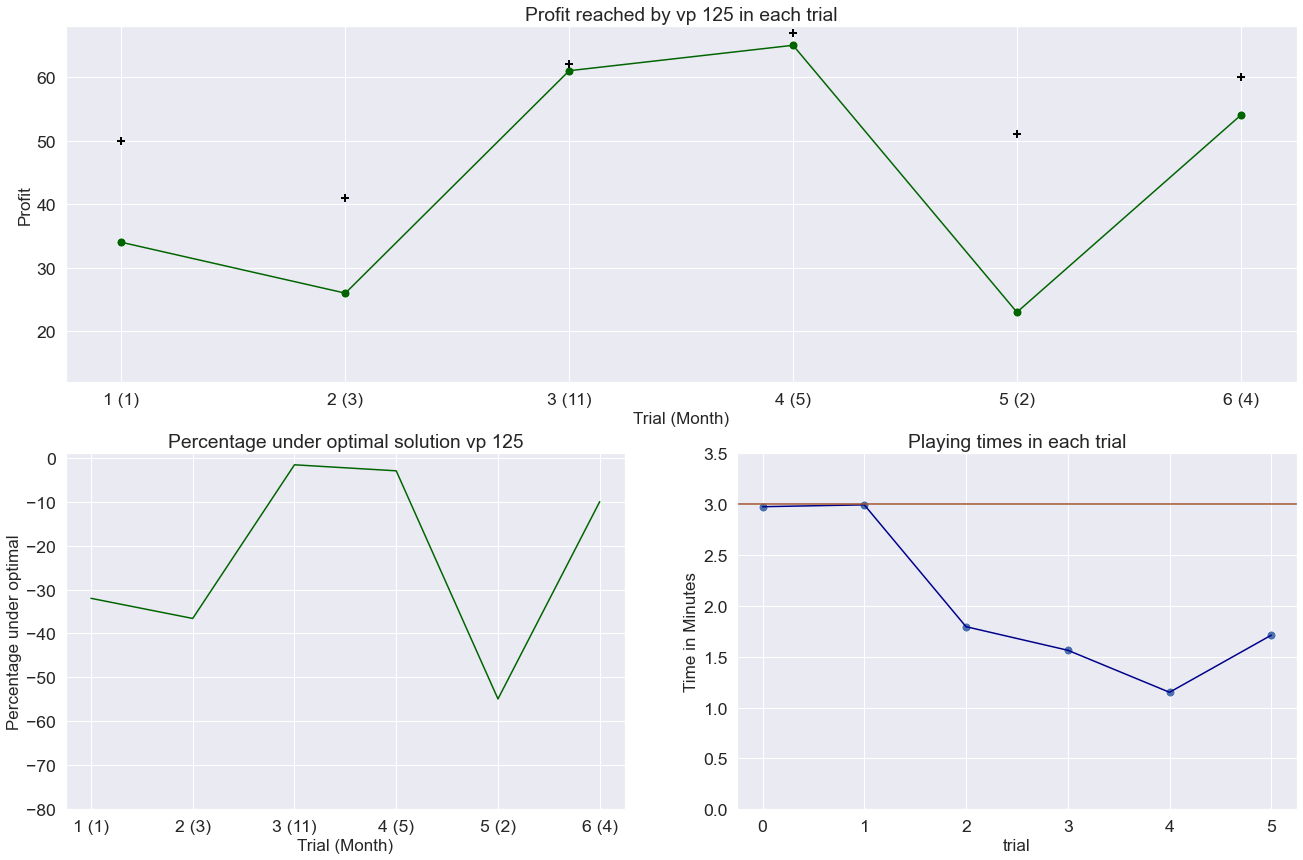 Profit reached by vp 125 in each trial
Profit
60
50
40
30
20
1 (1) 2 (3) 3 (11) 4 (5) 5 (2) 6 (4)
Trial (Month)
Percentage under optimal solution vp 125
Percentage under optimal
0
−10
−20
−30
−40
−50
−60
−70
−80
1 (1) 2 (3) 3 (11) 4 (5) 5 (2) 6 (4)
Trial (Month)
Playing times in each trial
Time in Minutes
3.5
3.0
2.5
2.0
1.5
1.0
0.5
0.0
0 1 2 3 4 5
trial